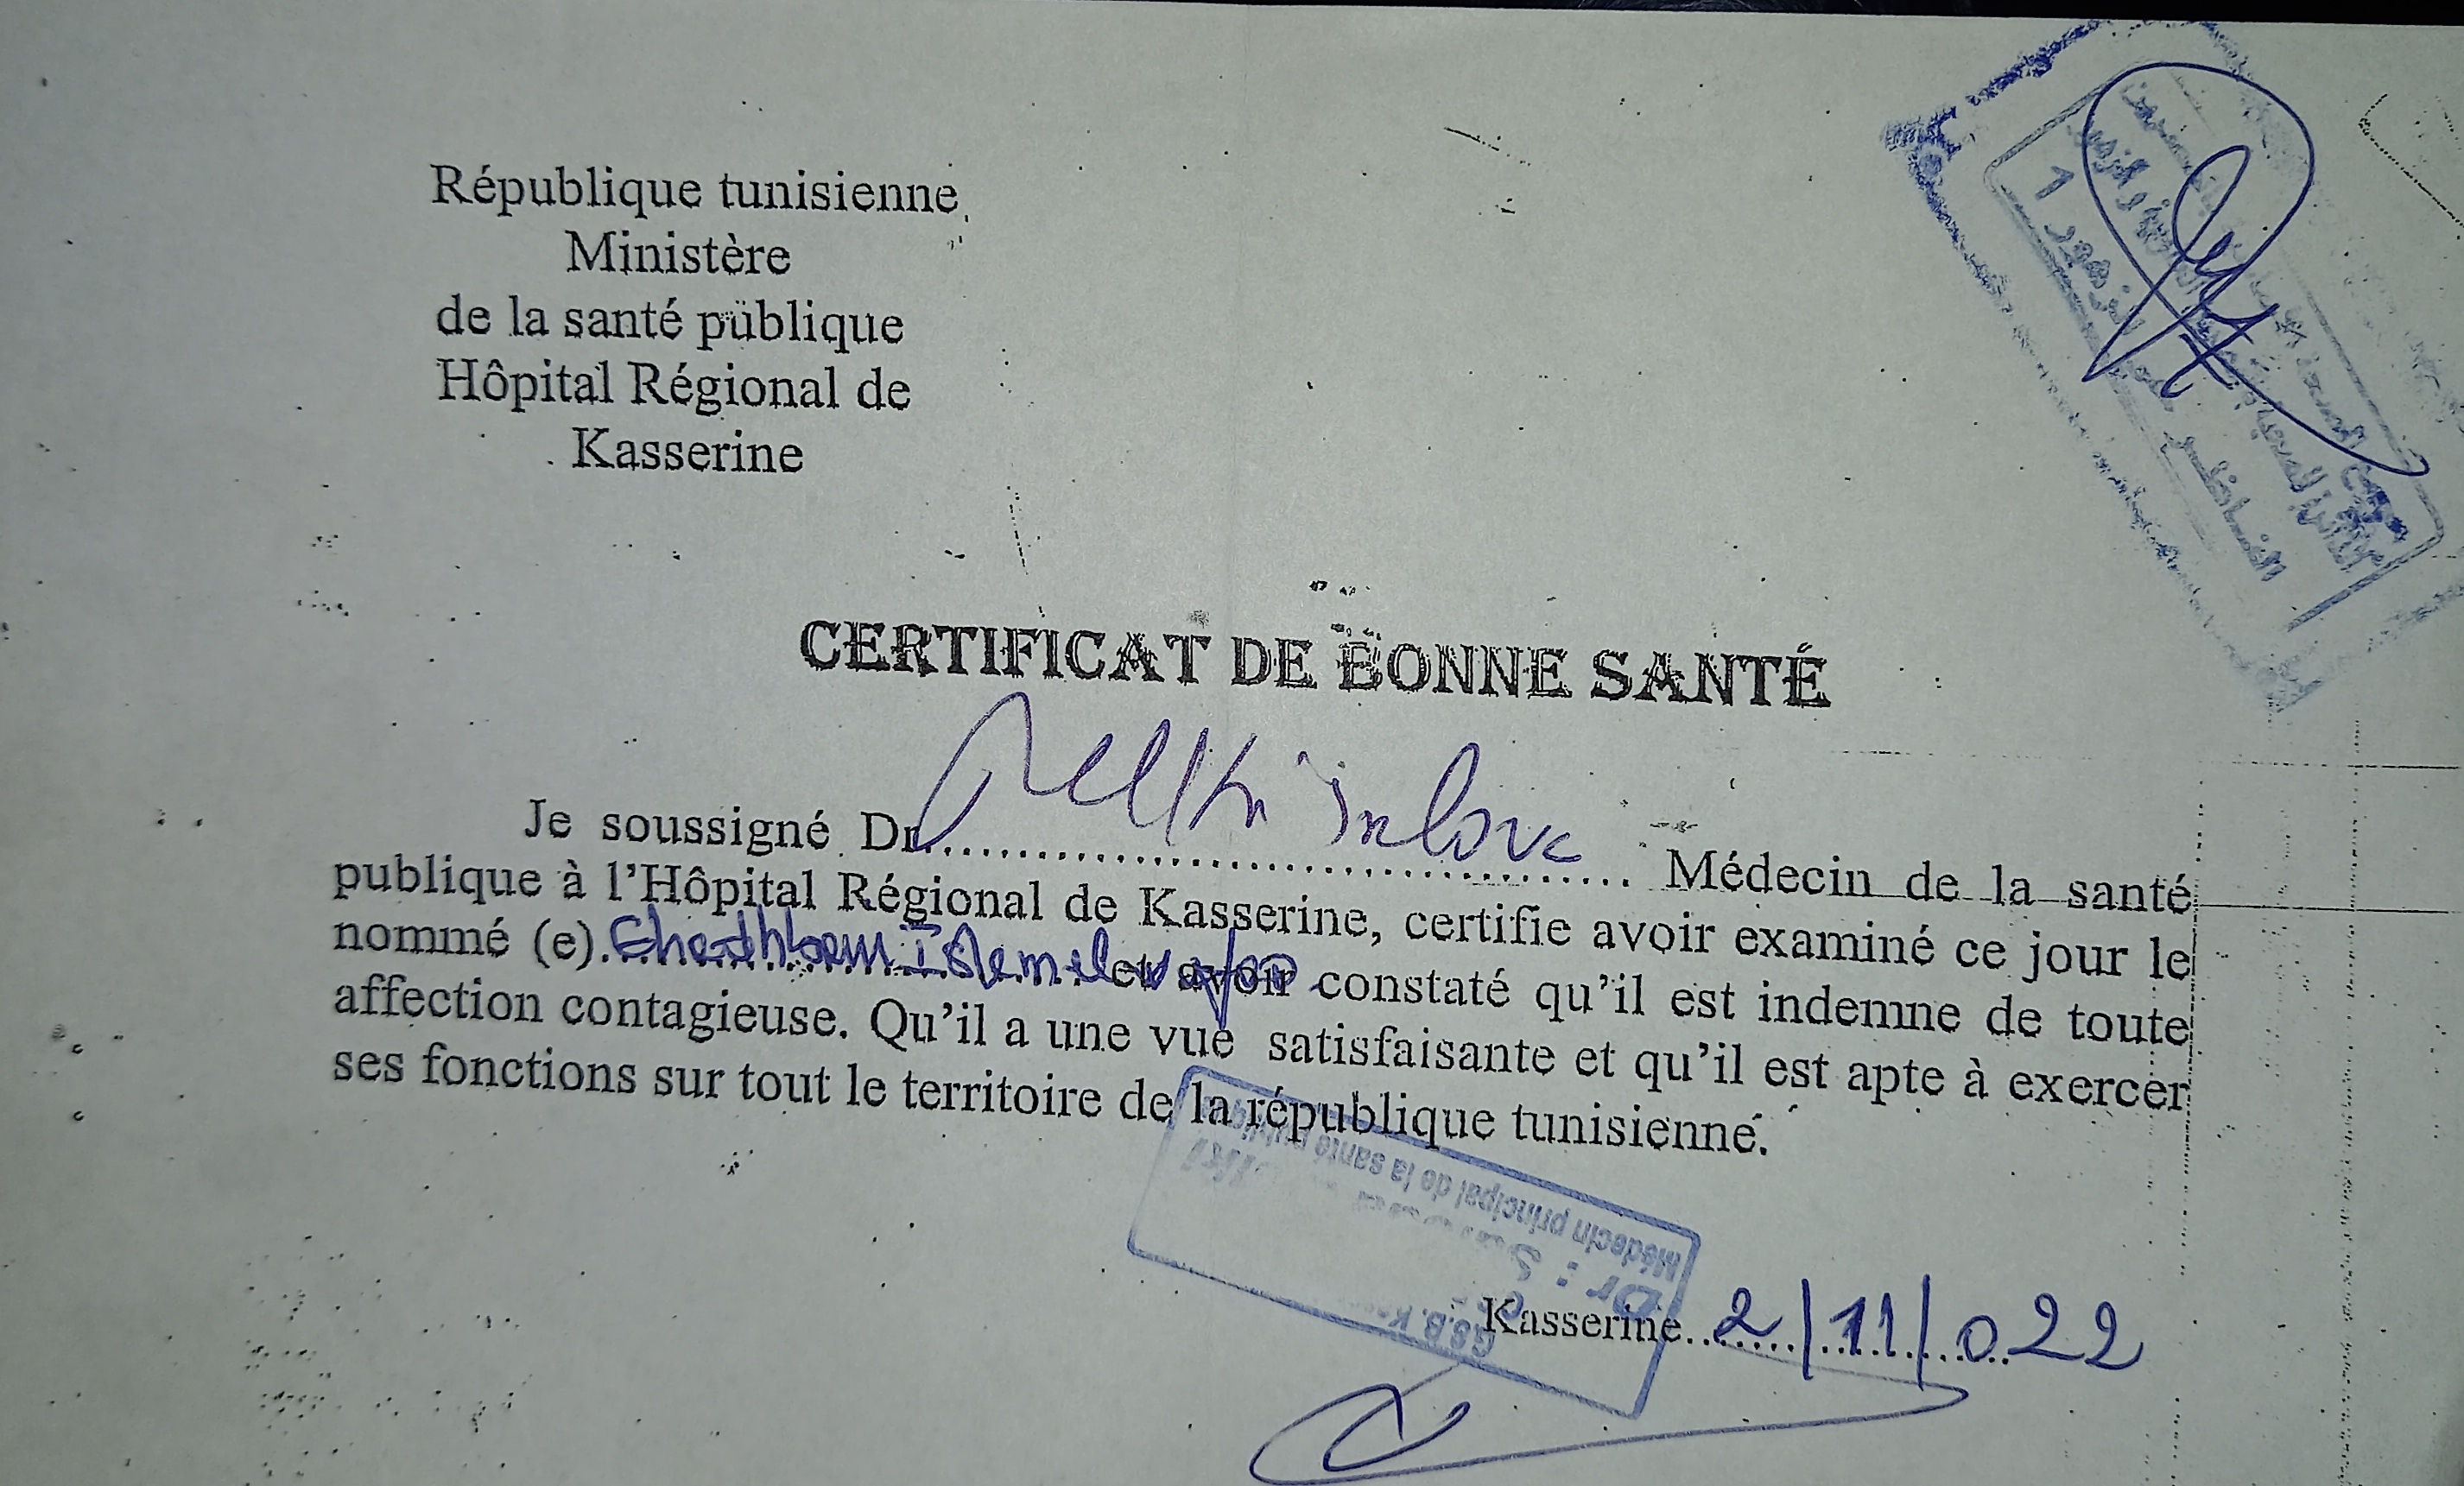 République tunisienne
Ministère
de la santé publique
Hôpital Régional de
Kasserine
CERTIFICAT DE BONNE SANTÉ
Je soussigné Dr. Médecin de la santé
publique à l'Hôpital Régional de Kasserine, certifie avoir examiné ce jour le
nommé (e) et avoir constaté qu'il est indemne de toute
affection contagieuse. Qu'il a une vue satisfaisante et qu'il est apte à exercer
ses fonctions sur tout le territoire de la république tunisienne.
Médecin principal de la santé publique
Dr :
G.S.B.
Kasserine 2/11/022